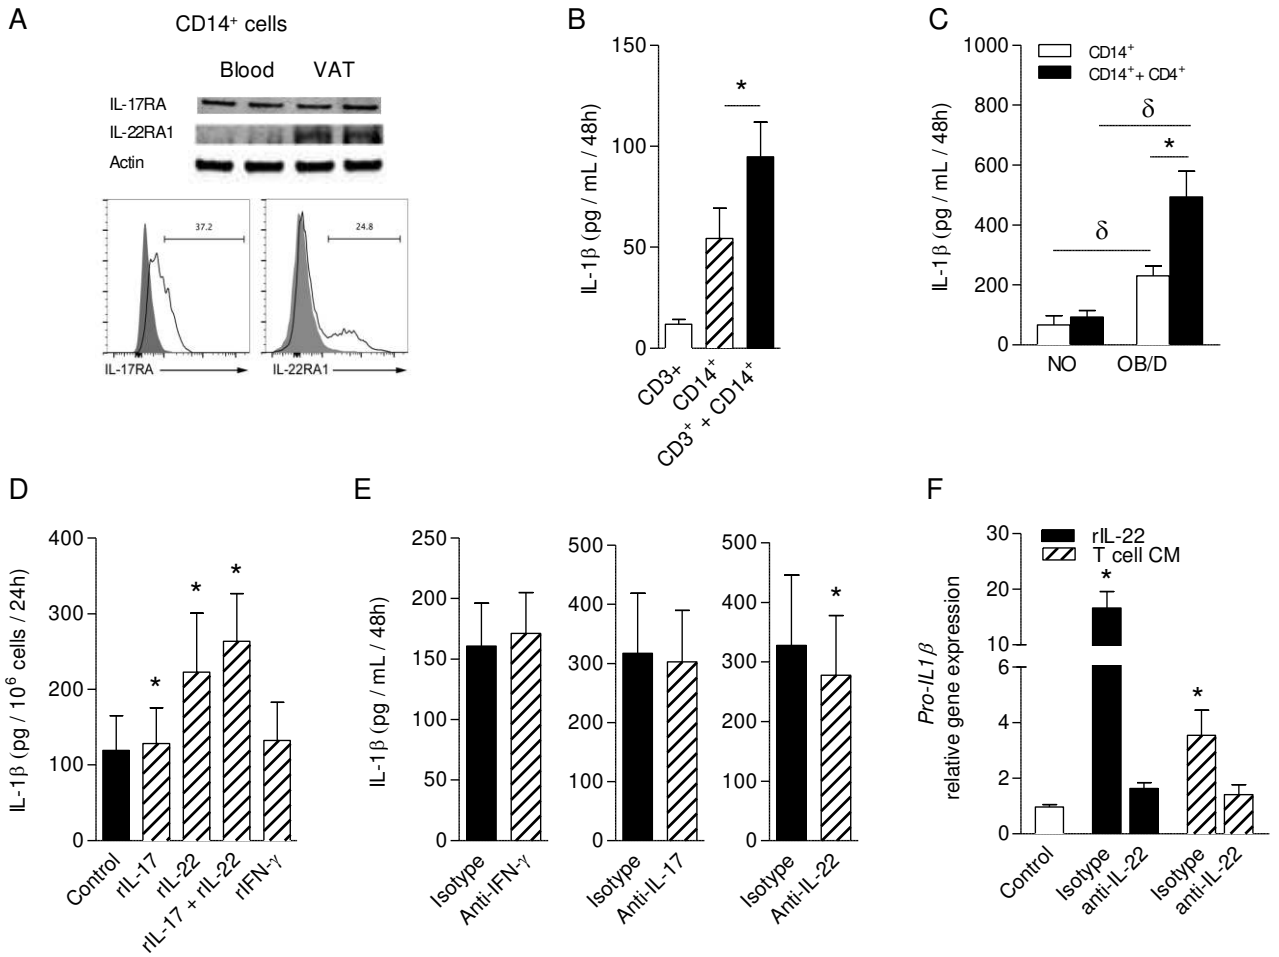 A
CD14⁺ cells
Blood VAT
IL-17RA
IL-22RA1
Actin
37.2
24.8
IL-17RA
IL-22RA1
B
IL-1β (pg / mL / 48h)
150
100
50
0
*
CD3+
CD14⁺
CD3⁺ + CD14⁺
C
IL-1β (pg / mL / 48h)
1000
800
600
400
200
0
CD14⁺
CD14⁺ + CD4⁺
δ
*
δ
NO
OB/D
D
IL-1β (pg / 10⁶ cells / 24h)
400
300
200
100
0
*
*
*
Control
rIL-17
rIL-22
rIL-17 + rIL-22
rIFN-γ
E
IL-1β (pg / mL / 48h)
250
200
150
100
50
0
Isotype
Anti-IFN-γ
500
400
300
200
100
0
Isotype
Anti-IL-17
500
400
300
200
100
0
*
Isotype
Anti-IL-22
F
Pro-IL1β
relative gene expression
30
20
10
6
4
2
0
rIL-22
T cell CM
*
*
Control
Isotype
anti-IL-22
Isotype
anti-IL-22